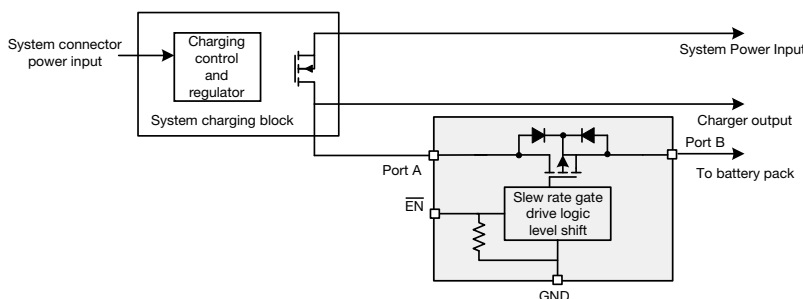 System connector
power input
Charging
control
and
regulator
System charging block
System Power Input
Charger output
Port A
Port B
To battery pack
EN
Slew rate gate
drive logic
level shift
GND